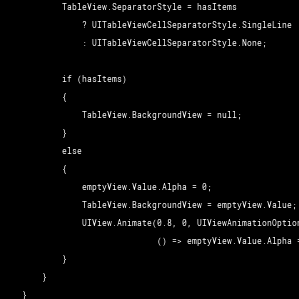 TableView.SeparatorStyle = hasItems
? UITableViewCellSeparatorStyle.SingleLine
: UITableViewCellSeparatorStyle.None;
if (hasItems)
{
TableView.BackgroundView = null;
}
else
{
emptyView.Value.Alpha = 0;
TableView.BackgroundView = emptyView.Value;
UIView.Animate(0.8, 0, UIViewAnimationOption
() => emptyView.Value.Alpha =
}
}
}